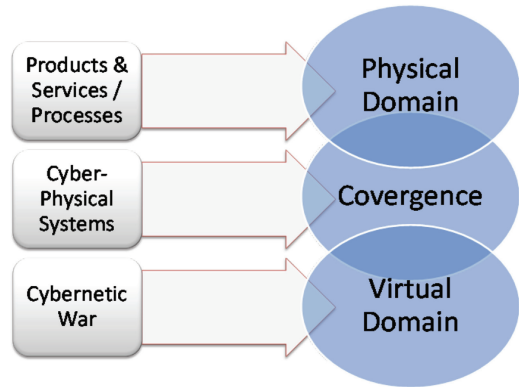 Products &
Services /
Processes
Physical
Domain
Cyber-
Physical
Systems
Covergence
Cybernetic
War
Virtual
Domain